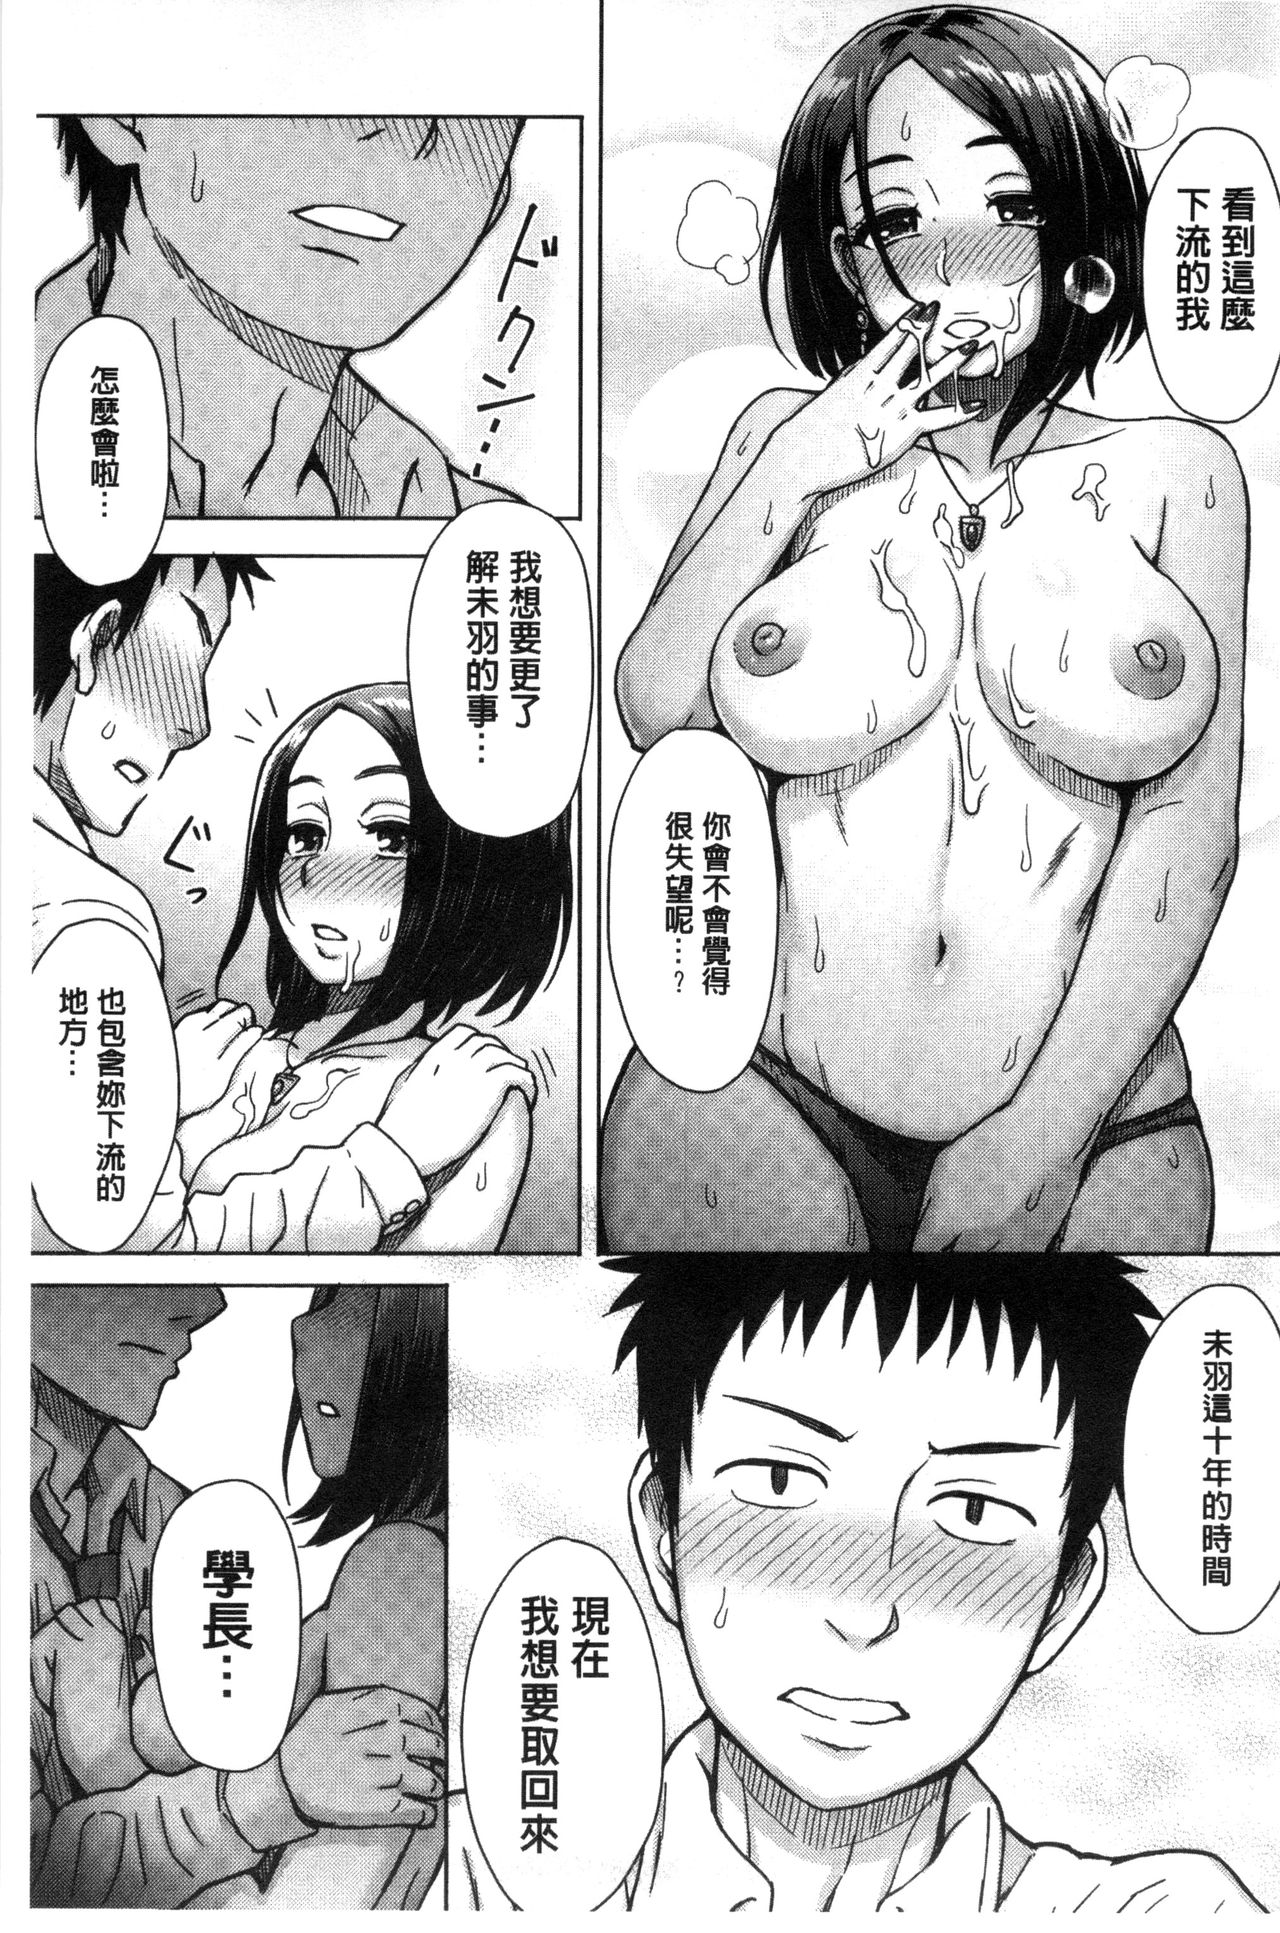 看到這麼
下流的我
你會不會覺得
很失望呢…?
ドクン…
怎麼會啦…
我想要更了
解未羽的事…
ぐっ
也包含妳下流的
地方…
未羽這十年的時間
現在
我想要取回來
學長…